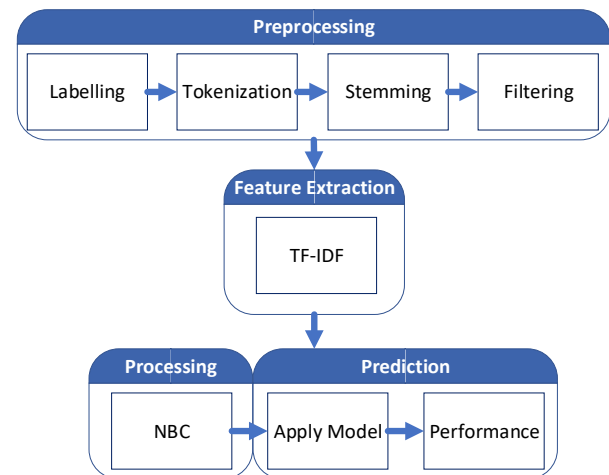 Preprocessing
Labelling
Tokenization
Stemming
Filtering
Feature Extraction
TF-IDF
Processing
Prediction
NBC
Apply Model
Performance